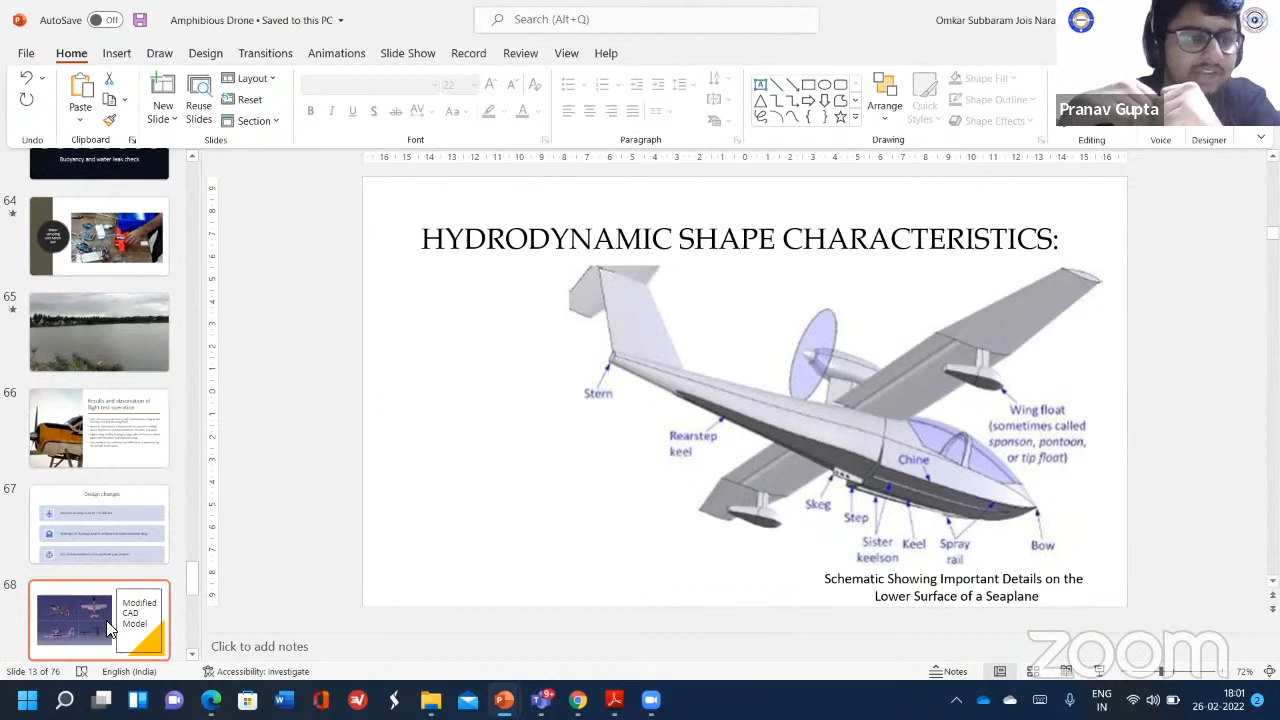 AutoSave Off Amphibious Drone • Saved to this PC Search (Alt+Q) Omkar Subbaram Jois Nara
File Home Insert Draw Design Transitions Animations Slide Show Record Review View Help
Pranav Gupta
Paste
New
Slide
Reuse
Slides
Layout
Reset
Section
22
Arrange
Quick
Styles
Shape Fill
Shape Outline
Shape Effects
Undo Clipboard Slides Font Paragraph Drawing Editing Voice Designer
Buoyancy and water leak check
64
65
66
Results and observation of
flight test operation
67
Design changes
68
Modified
CAD
Model
HYDRODYNAMIC SHAPE CHARACTERISTICS:
Stern
Rearstep
keel
Wing float
(sometimes called
sponson, pontoon,
or tip float)
Chine
Skeg
Step
Sister
keelson
Keel
Spray
rail
Bow
Schematic Showing Important Details on the
Lower Surface of a Seaplane
Click to add notes
zoom
Slide 13 of 76 English (India) Accessibility: Investigate Notes 72%
9+
ENG
IN
18:01
26-02-2022
2